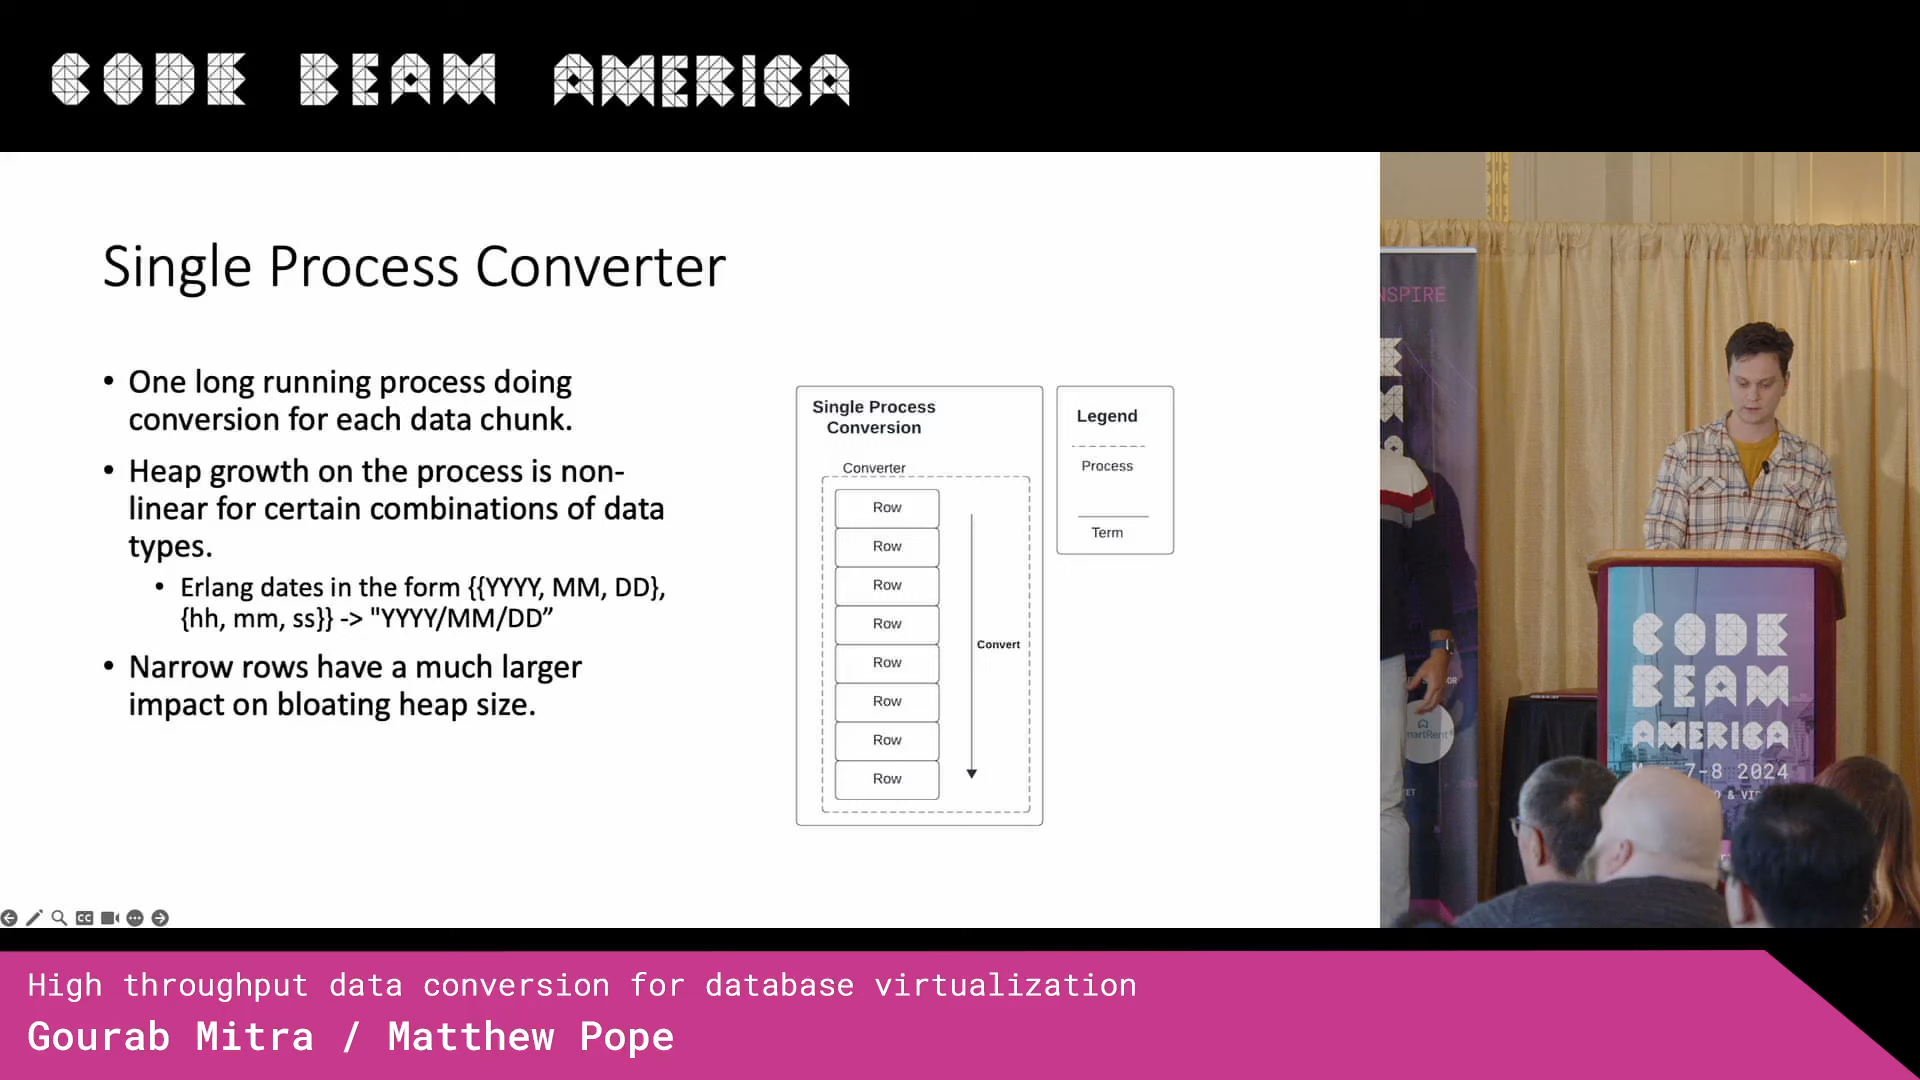 CODE BEAM AMERICA
Single Process Converter
• One long running process doing
conversion for each data chunk.
• Heap growth on the process is non-
linear for certain combinations of data
types.
• Erlang dates in the form {{YYYY, MM, DD},
{hh, mm, ss}} -> "YYYY/MM/DD”
• Narrow rows have a much larger
impact on bloating heap size.
Single Process
Conversion
Converter
Row
Row
Row
Row
Row
Row
Row
Row
Convert
Legend
Process
Term
NSPIRE
CODE
BEAM
AMERICA
7-8 2024
martRent
High throughput data conversion for database virtualization
Gourab Mitra / Matthew Pope